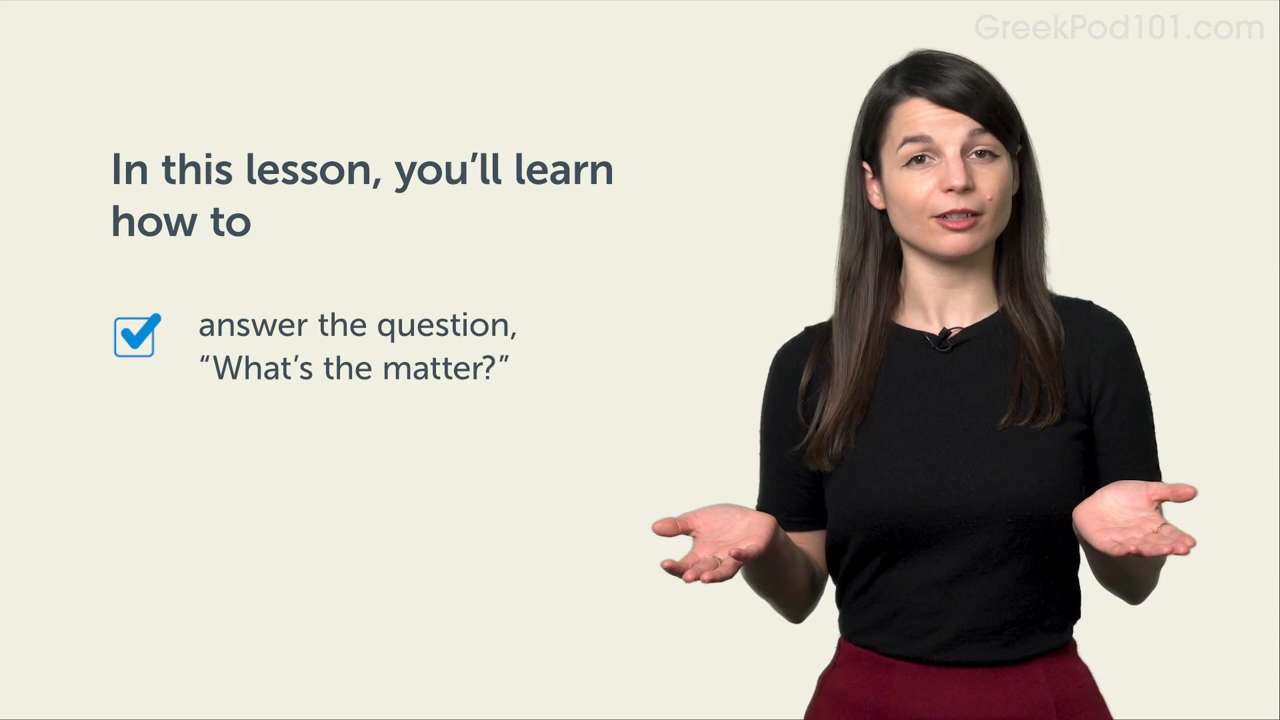 GreekPod101.com
In this lesson, you’ll learn
how to
answer the question,
“What’s the matter?”